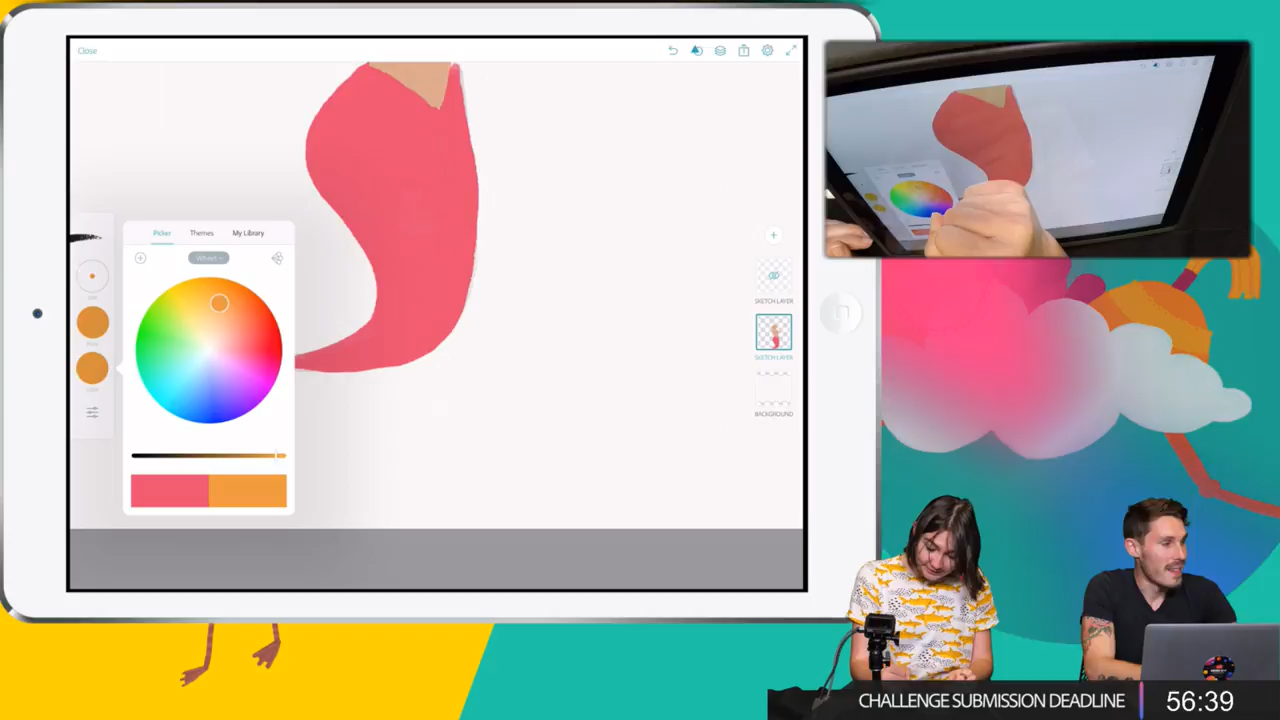 Close
Picker Themes My Library
Wheel
SKETCH LAYER
SKETCH LAYER
BACKGROUND
CHALLENGE SUBMISSION DEADLINE 56:39